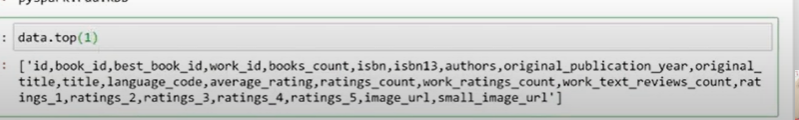 : data.top(1)
: ['id,book_id,best_book_id,work_id,books_count,isbn,isbn13,authors,original_publication_year,original_
title,title,language_code,average_rating,ratings_count,work_ratings_count,work_text_reviews_count,rat
ings_1,ratings_2,ratings_3,ratings_4,ratings_5,image_url,small_image_url']